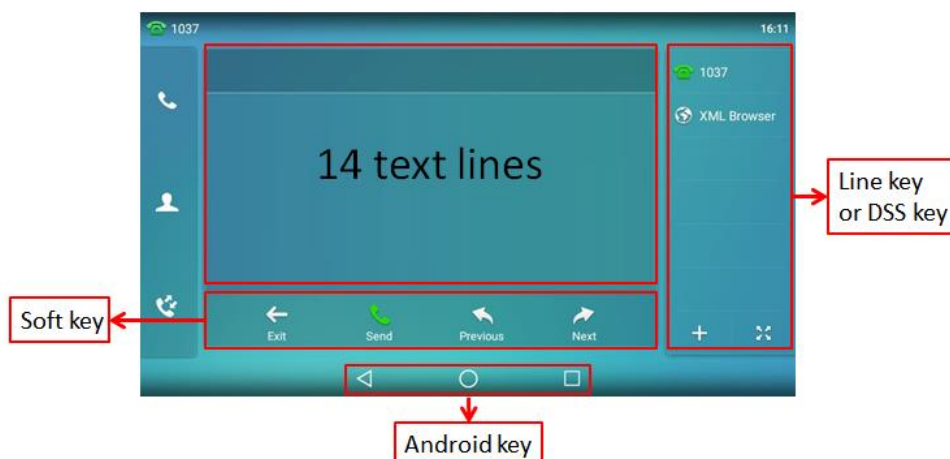 1037
16:11
1037
XML Browser
14 text lines
Line key
or DSS key
Soft key
Exit
Send
Previous
Next
Android key